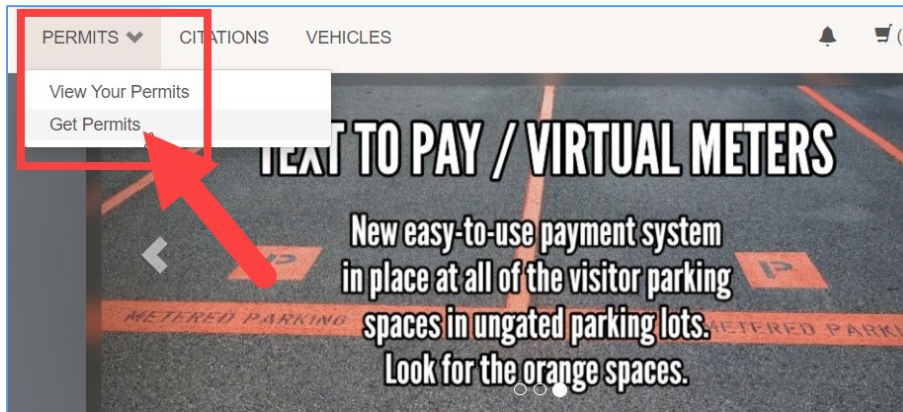 PERMITS CITATIONS VEHICLES (
View Your Permits
Get Permits
TEXT TO PAY / VIRTUAL METERS
New easy-to-use payment system
in place at all of the visitor parking
spaces in ungated parking lots.
Look for the orange spaces.
P P
METERED PARKING METERED PARK